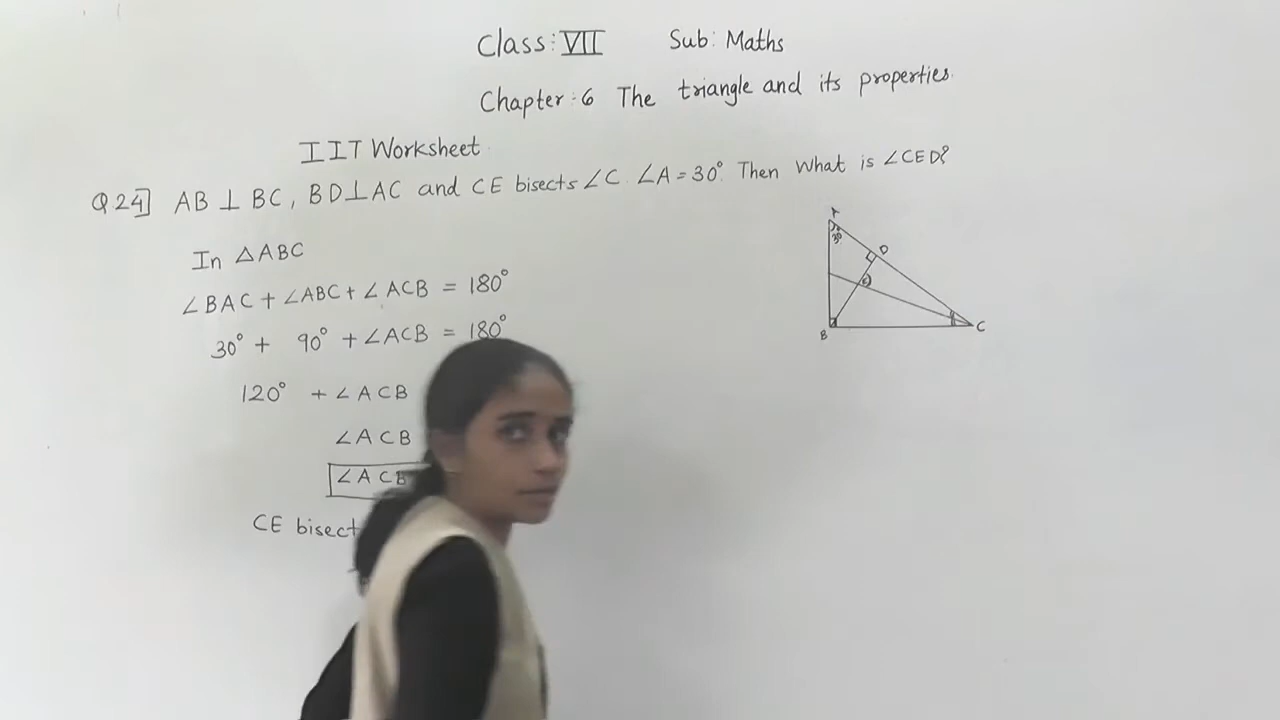 Class: VII Sub: Maths
Chapter: 6 The triangle and its properties.
IIT Worksheet
Q 24] AB ⊥ BC, BD ⊥ AC and CE bisects ∠C. ∠A = 30°. Then What is ∠CED?
In △ABC
∠BAC + ∠ABC + ∠ACB = 180°
30° + 90° + ∠ACB = 180°
120° + ∠ACB
∠ACB
∠ACB
CE bisect
A
30°
D
E
B
C